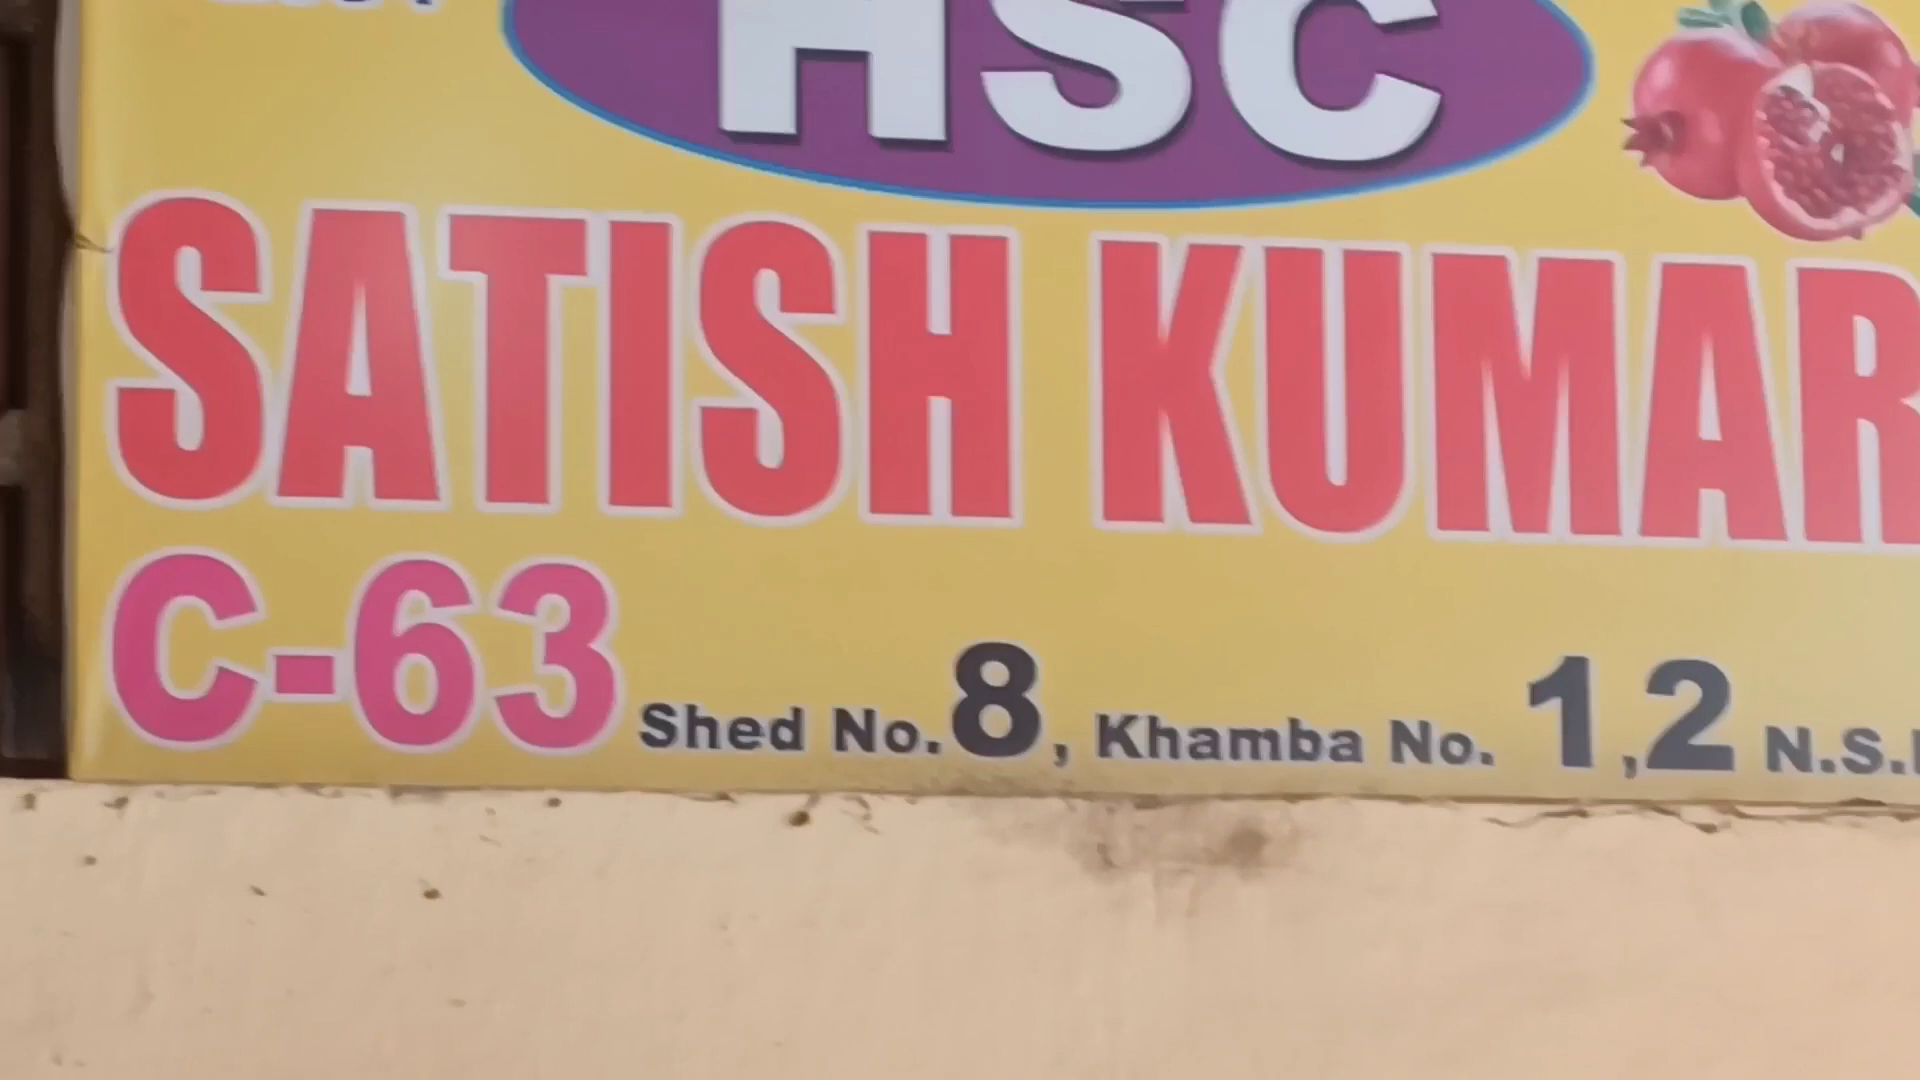 HSC
SATISH KUMAR
C-63 Shed No. 8, Khamba No. 1,2 N.S.